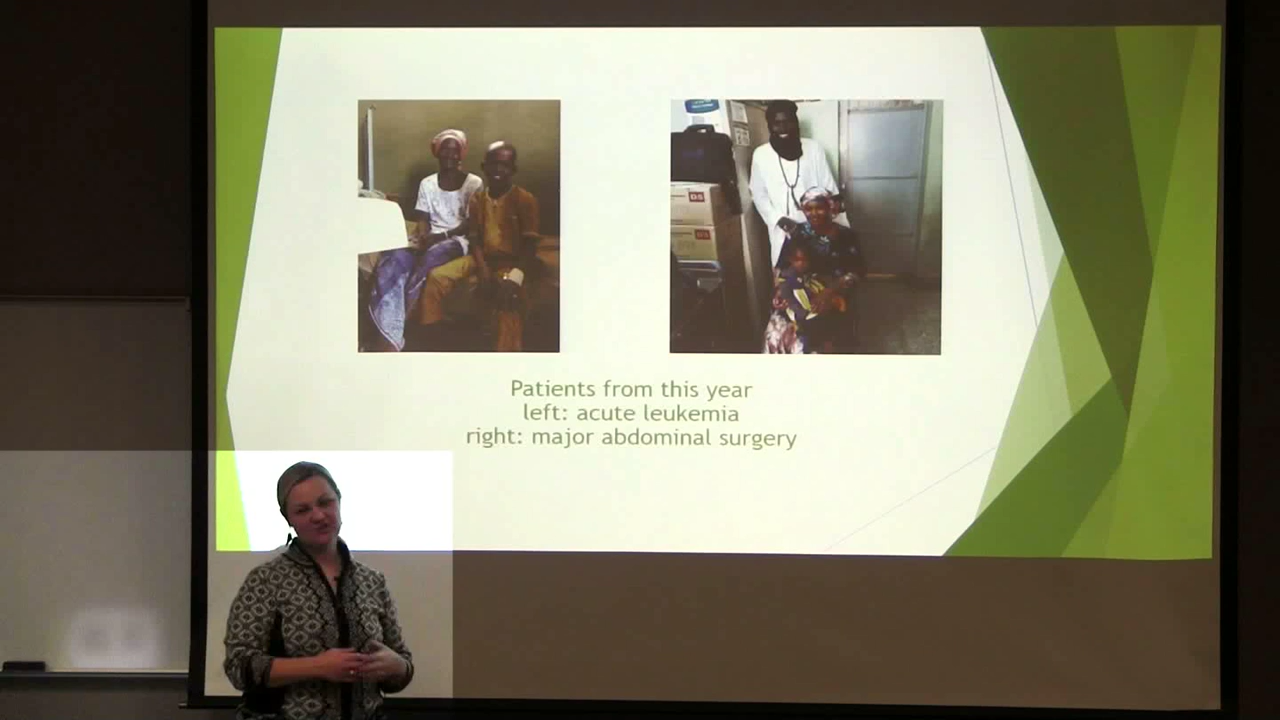 Patients from this year
left: acute leukemia
right: major abdominal surgery